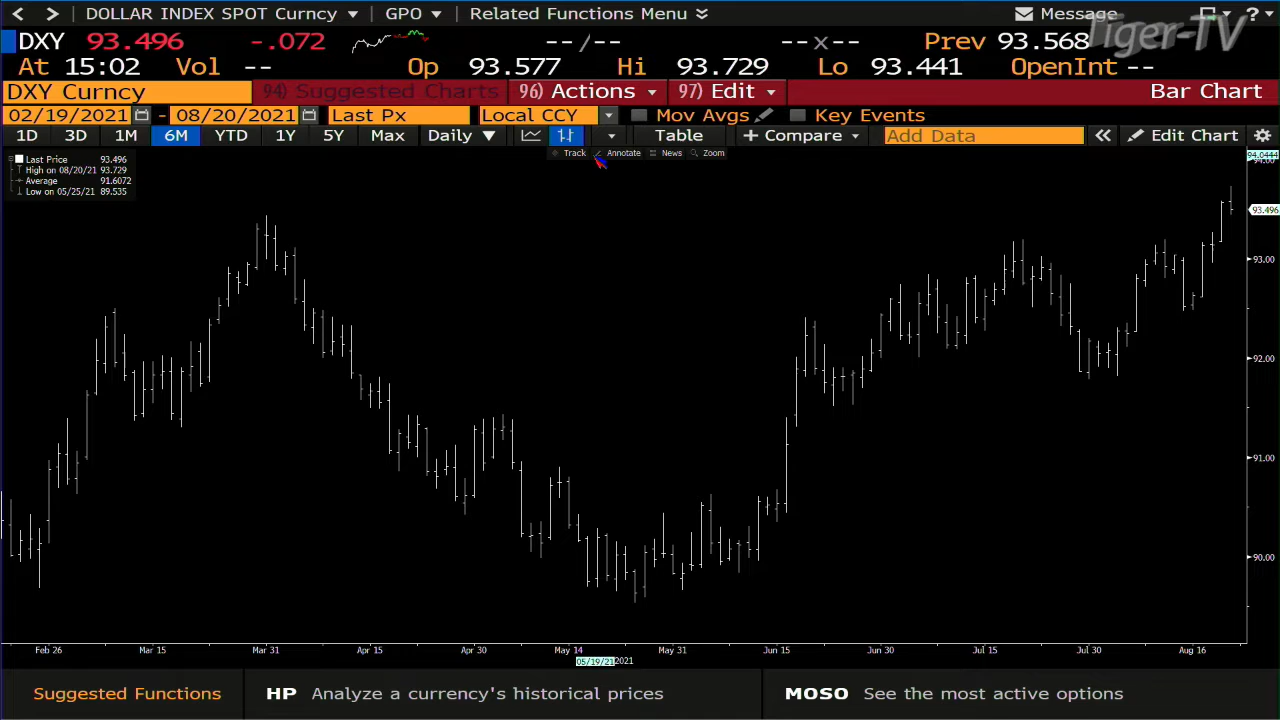 DOLLAR INDEX SPOT Curncy GPO Related Functions Menu Message ?
Tiger-TV
DXY 93.496 -.072 --/-- --x-- Prev 93.568
At 15:02 Vol -- Op 93.577 Hi 93.729 Lo 93.441 OpenInt --
DXY Curncy 94) Suggested Charts 96) Actions 97) Edit Bar Chart
02/19/2021 - 08/20/2021 Last Px Local CCY Mov Avgs Key Events
1D 3D 1M 6M YTD 1Y 5Y Max Daily Table + Compare Add Data « Edit Chart
Track Annotate News Zoom
Last Price 93.496
High on 08/20/21 93.729
Average 91.6072
Low on 05/25/21 89.535
94.0444
94.00
93.496
93.00
92.00
91.00
90.00
Feb 26 Mar 15 Mar 31 Apr 15 Apr 30 May 14 May 31 Jun 15 Jun 30 Jul 15 Jul 30 Aug 16
05/19/21 2021
Suggested Functions HP Analyze a currency's historical prices MOSO See the most active options